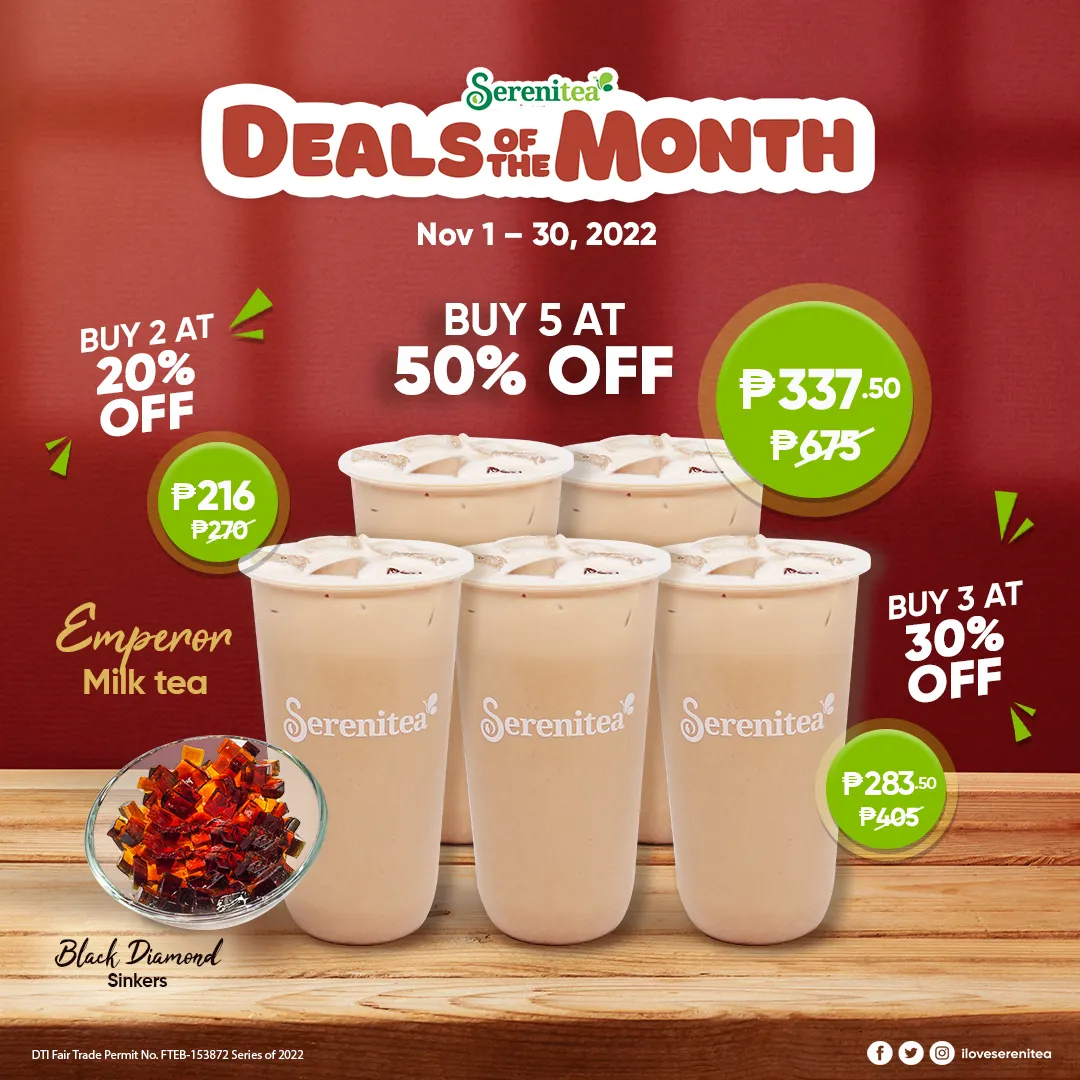 Serenitea
DEALS OF THE MONTH
Nov 1 – 30, 2022
BUY 2 AT
20%
OFF
₱216
₱270
BUY 5 AT
50% OFF
₱337.50
₱675
BUY 3 AT
30%
OFF
₱283.50
₱405
Emperor
Milk tea
Serenitea
Serenitea
Serenitea
Black Diamond
Sinkers
DTI Fair Trade Permit No. FTEB-153872 Series of 2022
iloveserenitea